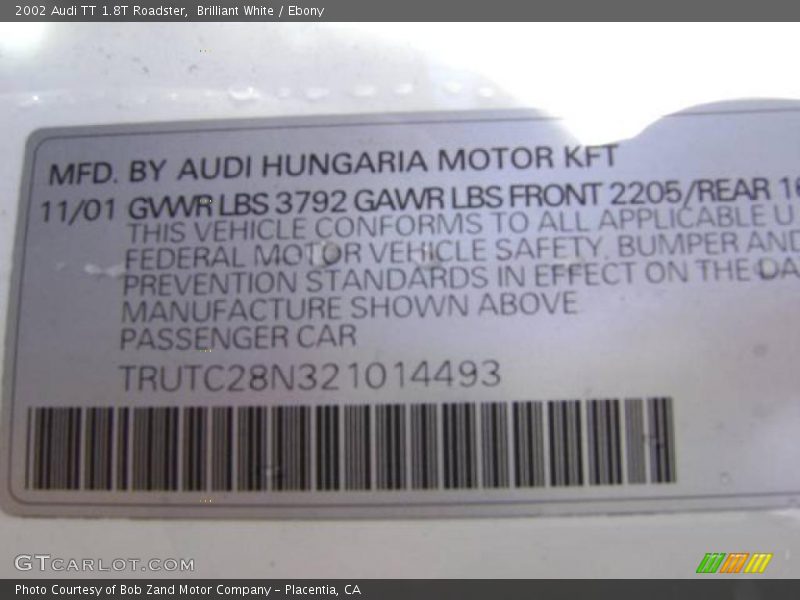 2002 Audi TT 1.8T Roadster, Brilliant White / Ebony
MFD. BY AUDI HUNGARIA MOTOR KFT
11/01 GVWR LBS 3792 GAWR LBS FRONT 2205/REAR
THIS VEHICLE CONFORMS TO ALL APPLICABLE U
FEDERAL MOTOR VEHICLE SAFETY, BUMPER AND
PREVENTION STANDARDS IN EFFECT ON THE DA
MANUFACTURE SHOWN ABOVE
PASSENGER CAR
TRUTC28N321014493
GTCARLOT.COM
Photo Courtesy of Bob Zand Motor Company - Placentia, CA